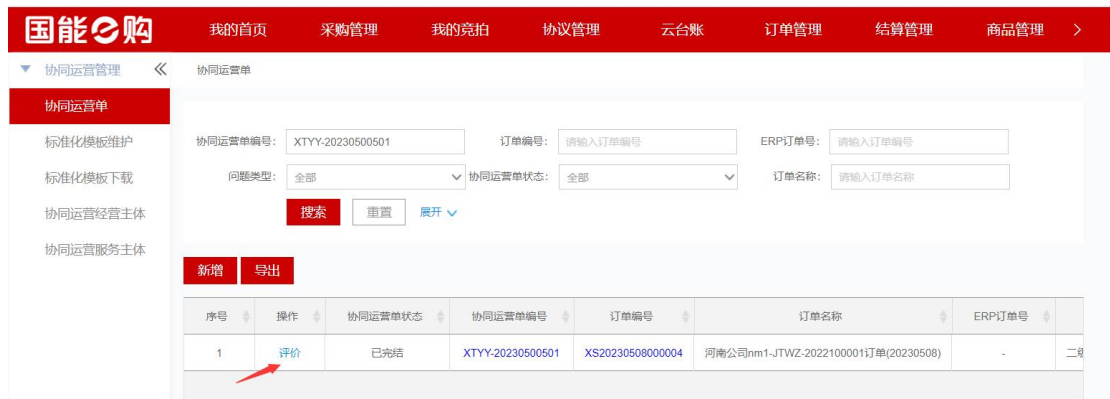 国能e购 我的首页 采购管理 我的竞拍 协议管理 云台账 订单管理 结算管理 商品管理 >
协同运营管理 协同运营单
协同运营单
标准化模板维护 协同运营单编号: XTYY-20230500501 订单编号: 请输入订单编号 ERP订单号: 请输入订单编号
标准化模板下载 问题类型: 全部 协同运营单状态: 全部 订单名称: 请输入订单名称
协同运营经营主体 搜索 重置 展开
协同运营服务主体
新增 导出
序号 操作 协同运营单状态 协同运营单编号 订单编号 订单名称 ERP订单号
1 评价 已完结 XTYY-20230500501 XS20230508000004 河南公司nm1-JTWZ-2022100001订单(20230508) - 二级